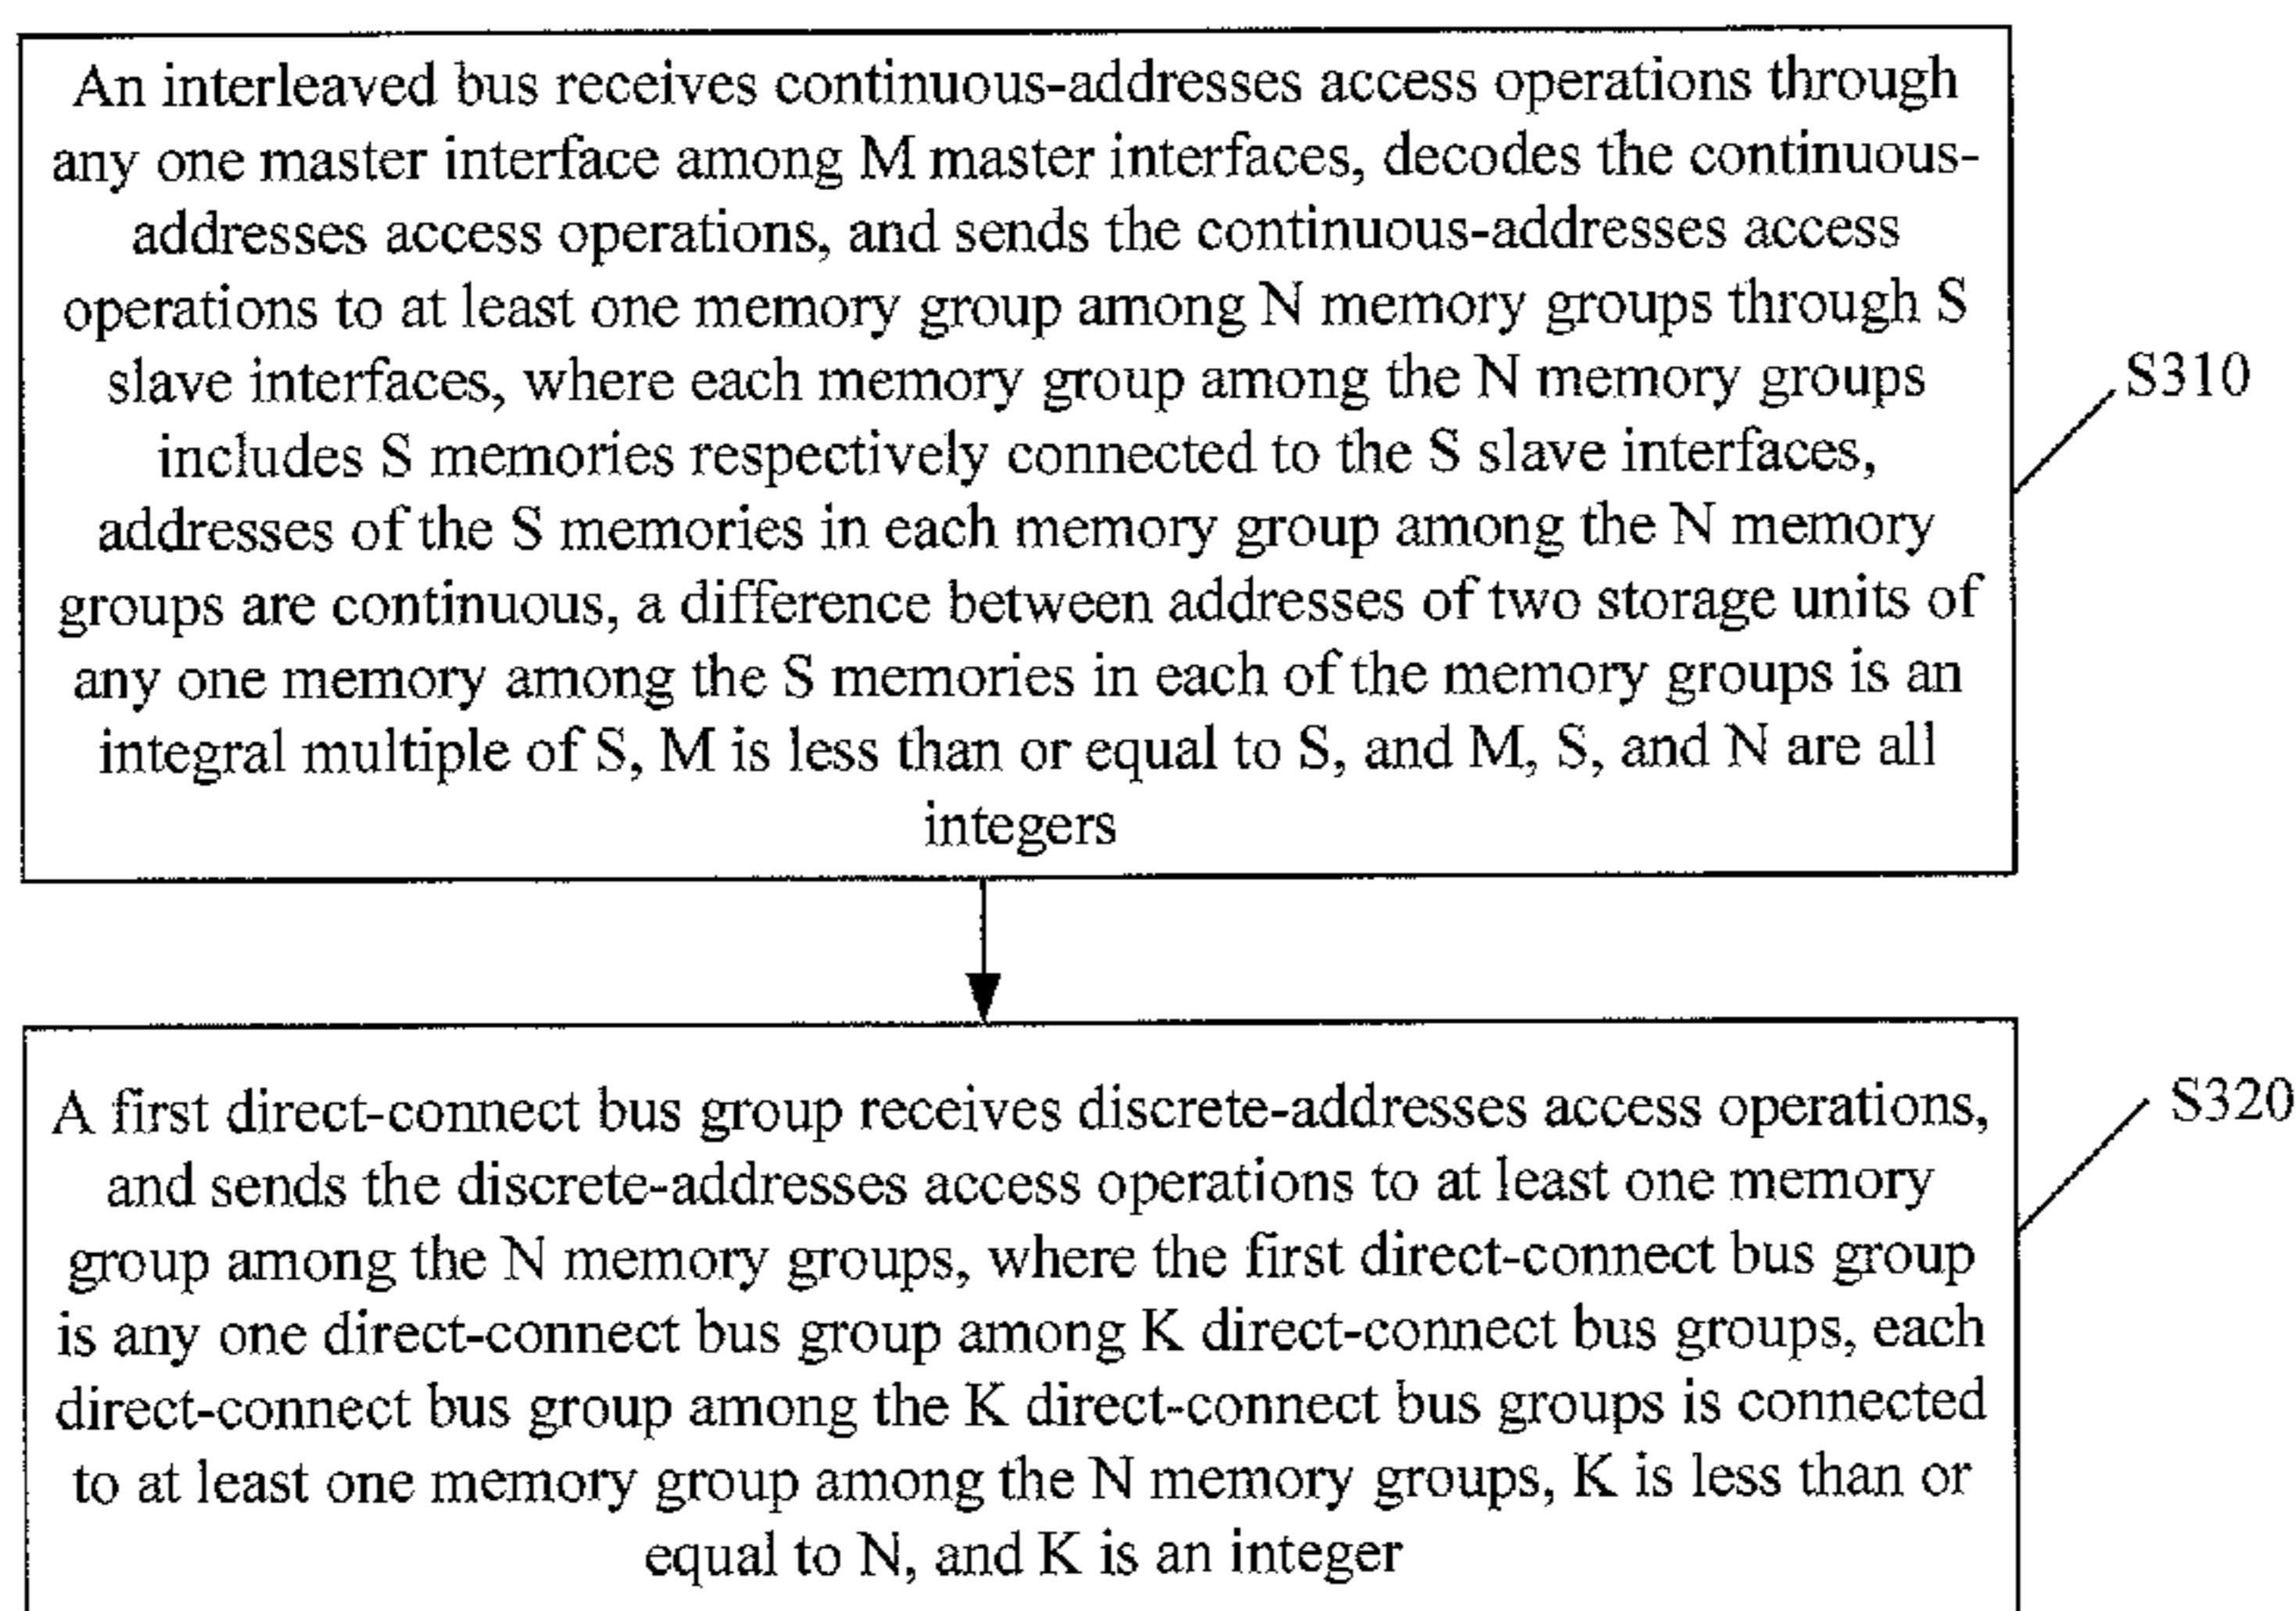 An interleaved bus receives continuous-addresses access operations through
any one master interface among M master interfaces, decodes the continuous-
addresses access operations, and sends the continuous-addresses access
operations to at least one memory group among N memory groups through S
slave interfaces, where each memory group among the N memory groups
includes S memories respectively connected to the S slave interfaces,
addresses of the S memories in each memory group among the N memory
groups are continuous, a difference between addresses of two storage units of
any one memory among the S memories in each of the memory groups is an
integral multiple of S, M is less than or equal to S, and M, S, and N are all
integers
S310
A first direct-connect bus group receives discrete-addresses access operations,
and sends the discrete-addresses access operations to at least one memory
group among the N memory groups, where the first direct-connect bus group
is any one direct-connect bus group among K direct-connect bus groups, each
direct-connect bus group among the K direct-connect bus groups is connected
to at least one memory group among the N memory groups, K is less than or
equal to N, and K is an integer
S320